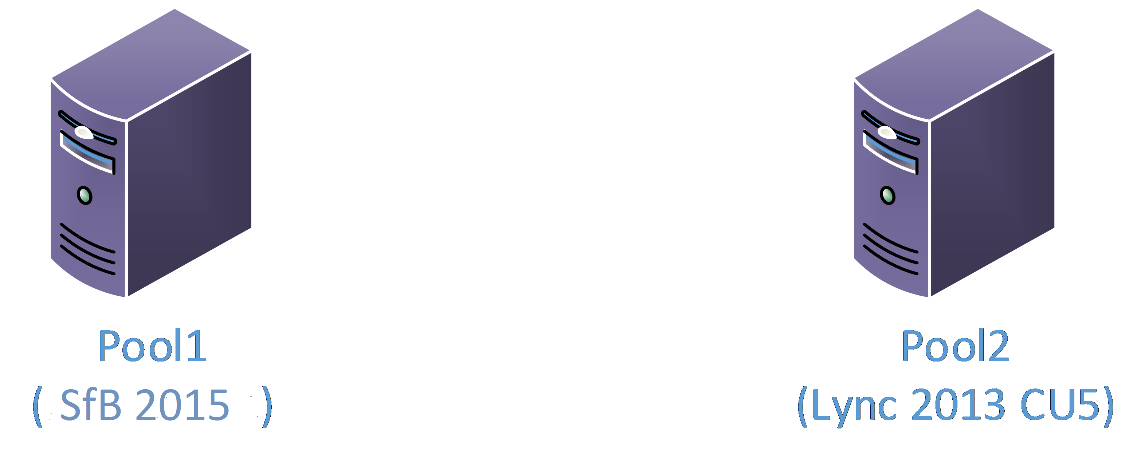 Pool1
( SfB 2015 )
Pool2
(Lync 2013 CU5)